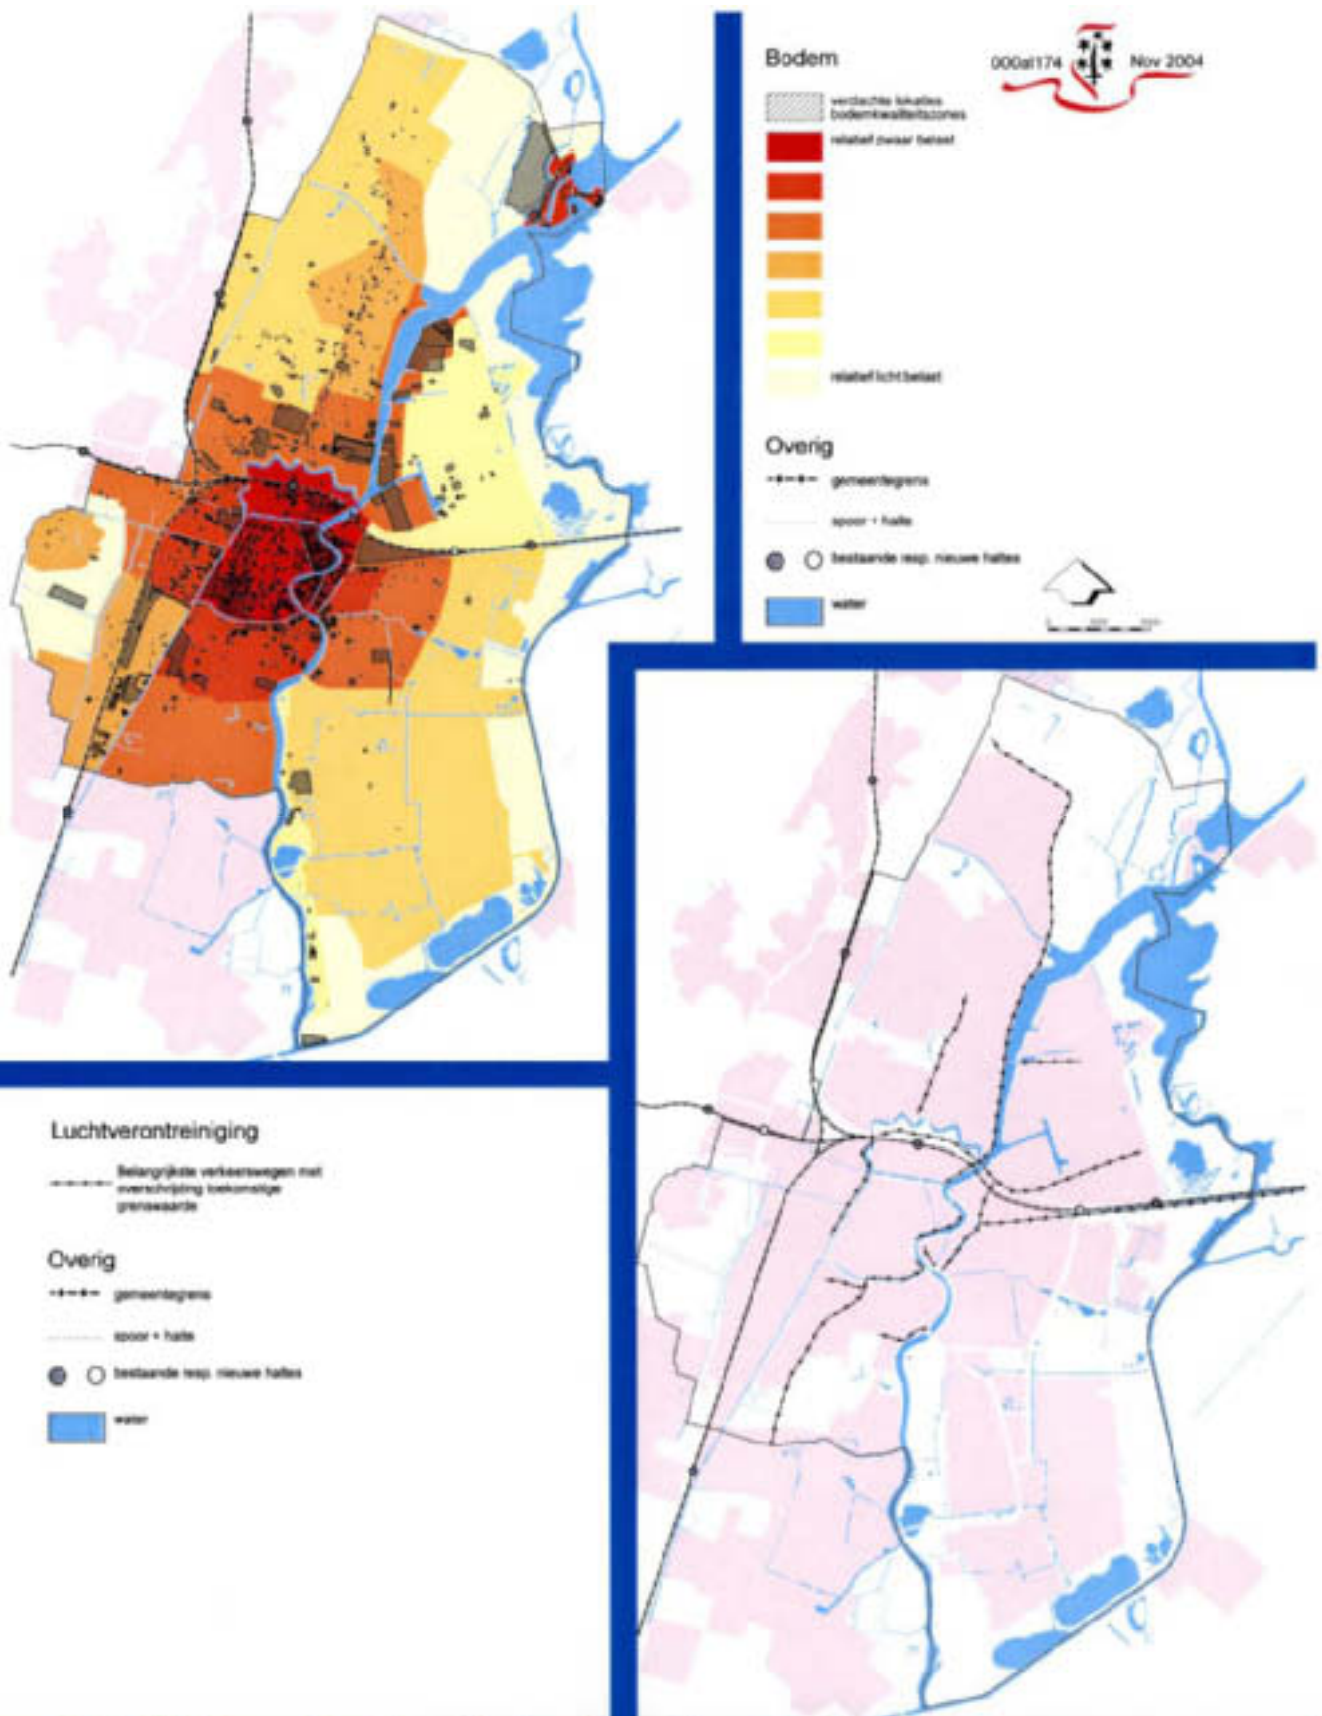 Bodem
000al174
Nov 2004
verdachte lokaties
bodemkwaliteitszones
relatief zwaar belast
relatief licht belast
Overig
gemeentegrens
spoor + halte
bestaande resp. nieuwe haltes
water
Luchtverontreiniging
Belangrijkste verkeerswegen met
overschrijding toekomstige
grenswaarde
Overig
gemeentegrens
spoor + halte
bestaande resp. nieuwe haltes
water